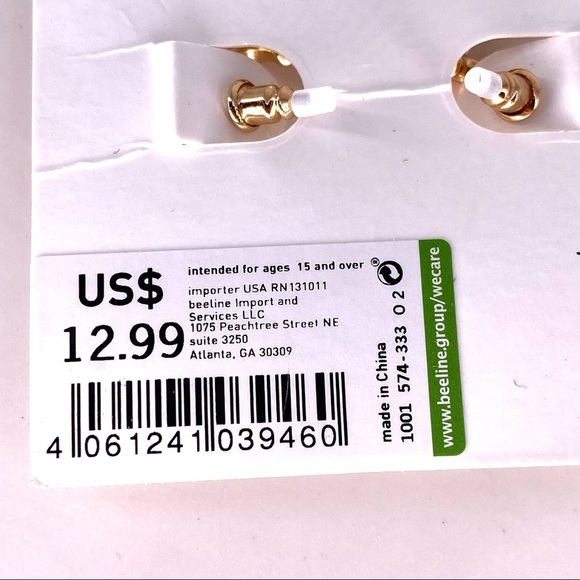 US$
12.99
intended for ages 15 and over
importer USA RN131011
beeline Import and
Services LLC
1075 Peachtree Street NE
suite 3250
Atlanta, GA 30309
4 061241 039460
made in China
1001 574-333 02
®
www.beeline.group/wecare